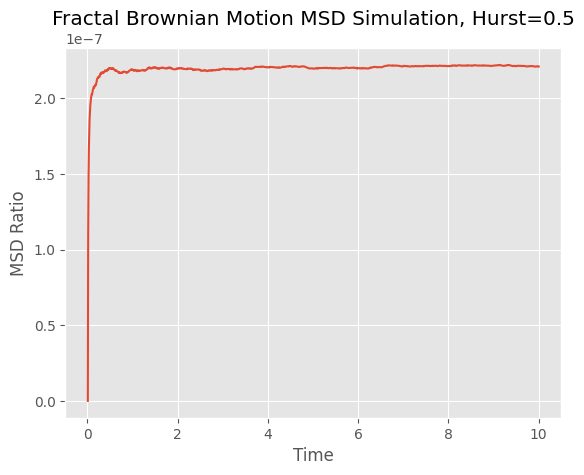 Fractal Brownian Motion MSD Simulation, Hurst=0.5
1e−7
2.0
1.5
1.0
0.5
0.0
MSD Ratio
0 2 4 6 8 10
Time